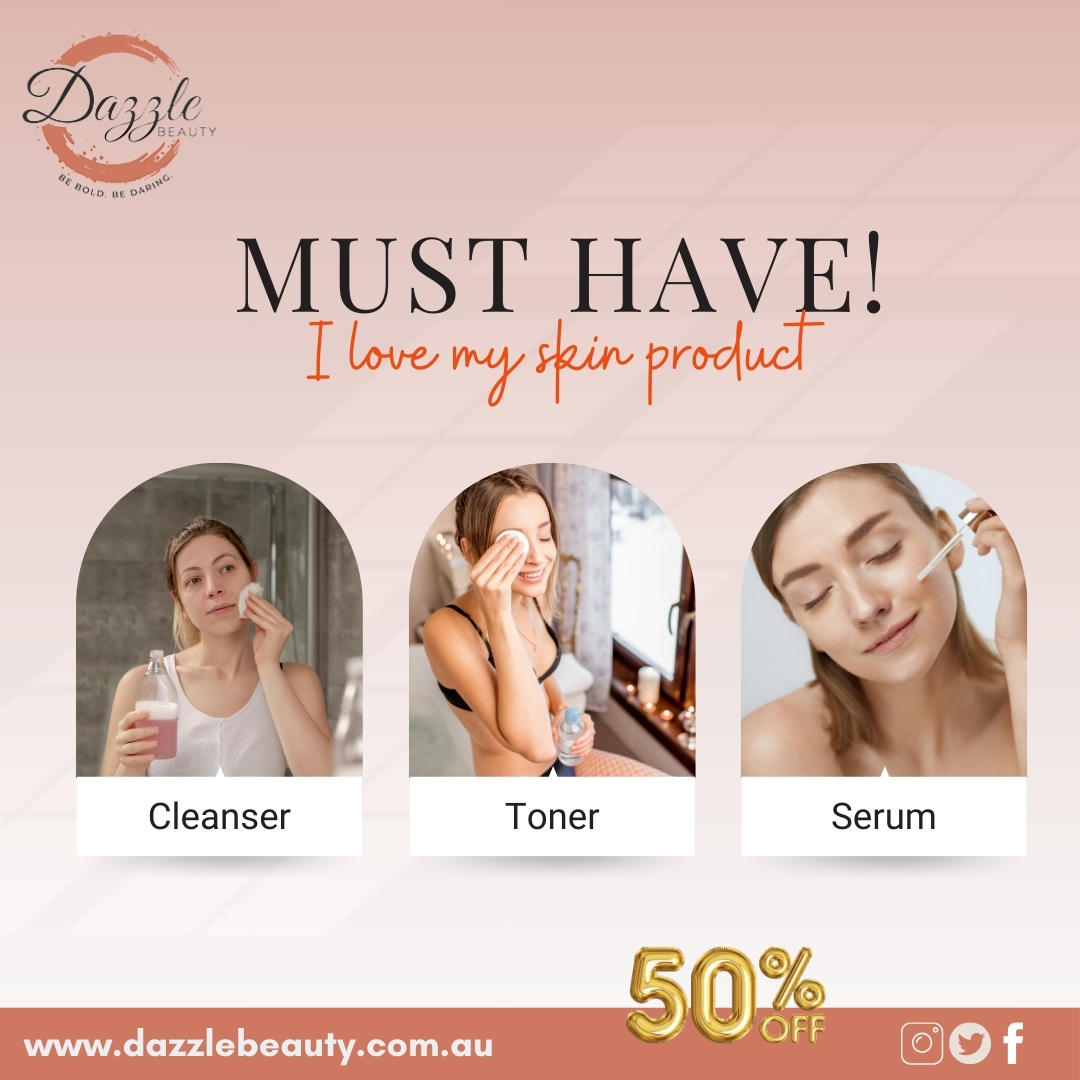 Dazzle
BEAUTY
BE BOLD. BE DARING.
MUST HAVE!
I love my skin product
Cleanser
Toner
Serum
50%
OFF
www.dazzlebeauty.com.au